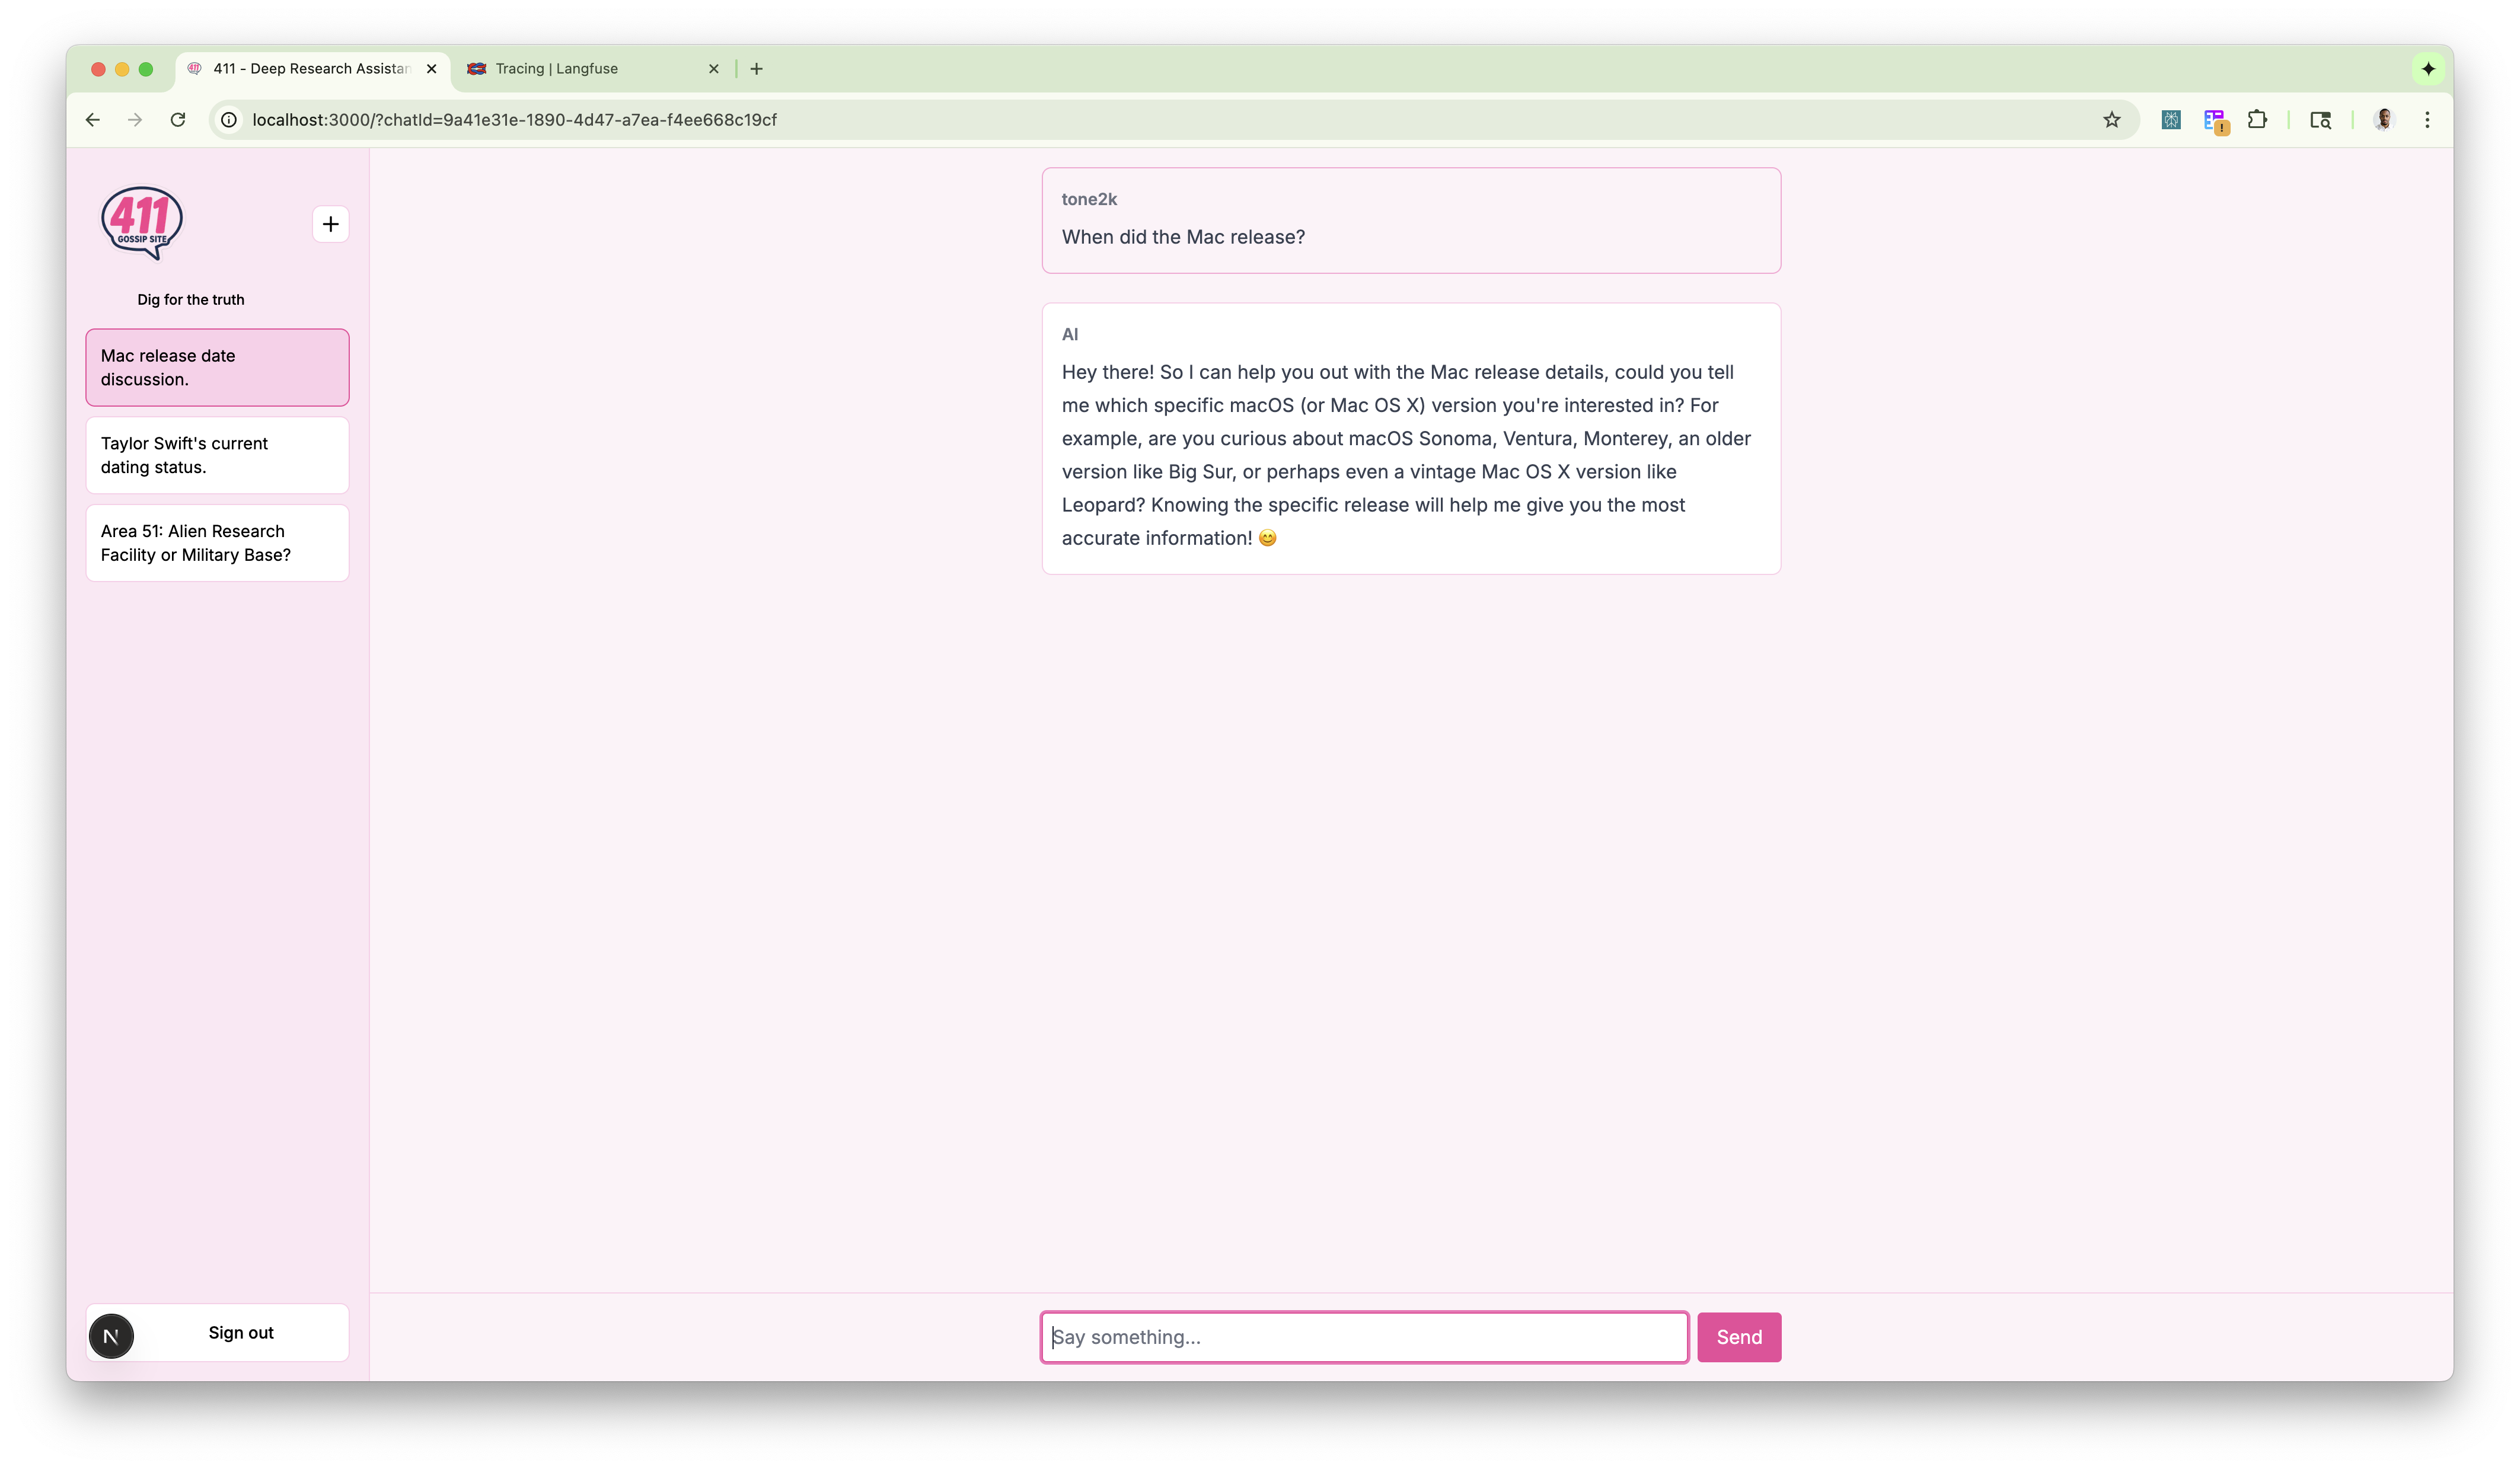 411 - Deep Research Assistan
Tracing | Langfuse
localhost:3000/?chatId=9a41e31e-1890-4d47-a7ea-f4ee668c19cf
411
GOSSIP SITE
Dig for the truth
Mac release date
discussion.
Taylor Swift's current
dating status.
Area 51: Alien Research
Facility or Military Base?
N
Sign out
tone2k
When did the Mac release?
AI
Hey there! So I can help you out with the Mac release details, could you tell
me which specific macOS (or Mac OS X) version you're interested in? For
example, are you curious about macOS Sonoma, Ventura, Monterey, an older
version like Big Sur, or perhaps even a vintage Mac OS X version like
Leopard? Knowing the specific release will help me give you the most
accurate information! 😊
Say something...
Send